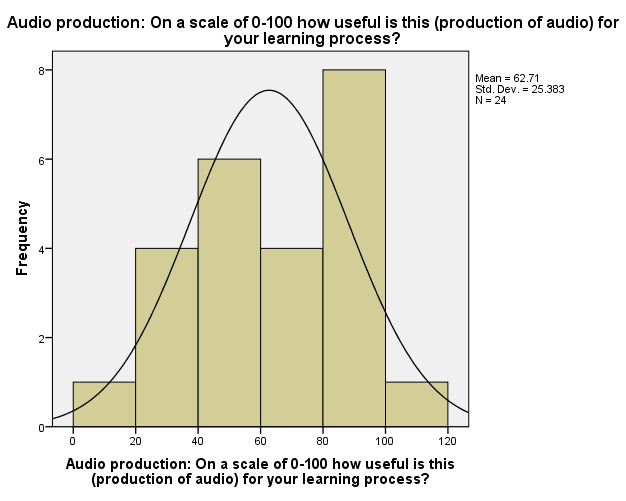 Audio production: On a scale of 0-100 how useful is this (production of audio) for
your learning process?
Mean = 62.71
Std. Dev. = 25.383
N = 24
Frequency
8
6
4
2
0
0 20 40 60 80 100 120
Audio production: On a scale of 0-100 how useful is this
(production of audio) for your learning process?